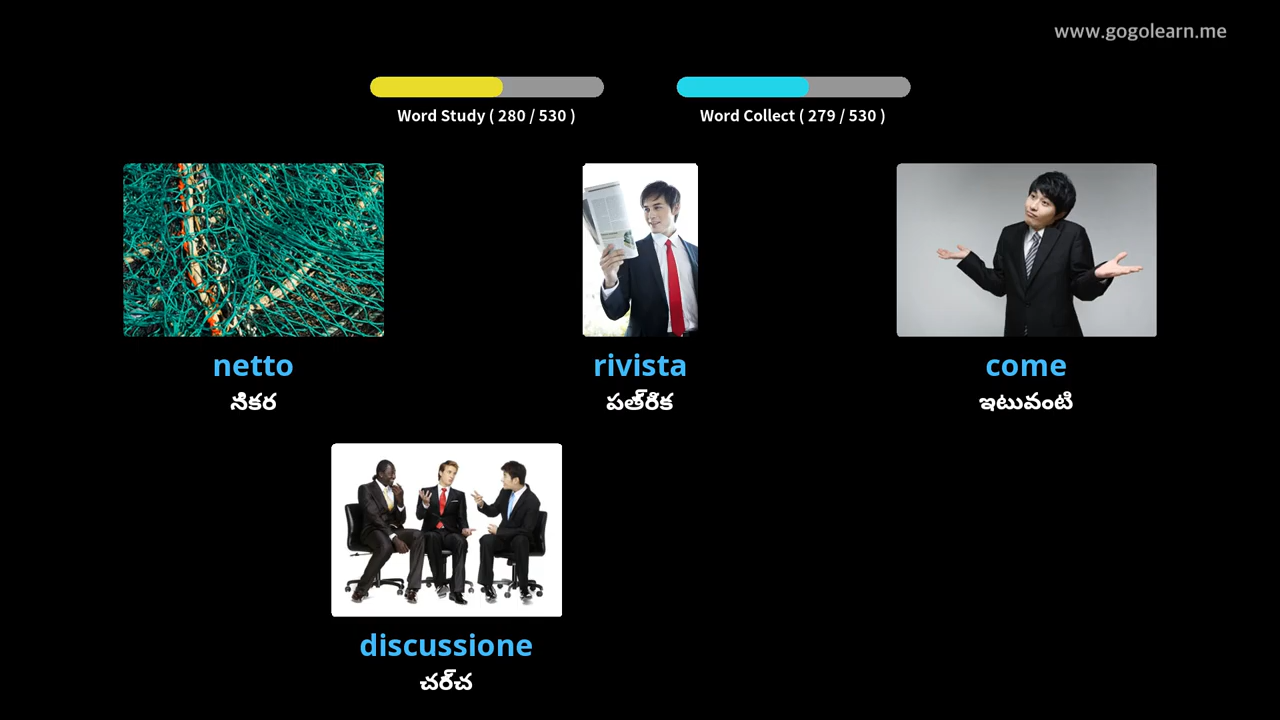 www.gogolearn.me
Word Study ( 280 / 530 )
Word Collect ( 279 / 530 )
netto
rivista
come
నికర
పత్రిక
ఇటువంటి
discussione
చర్చ